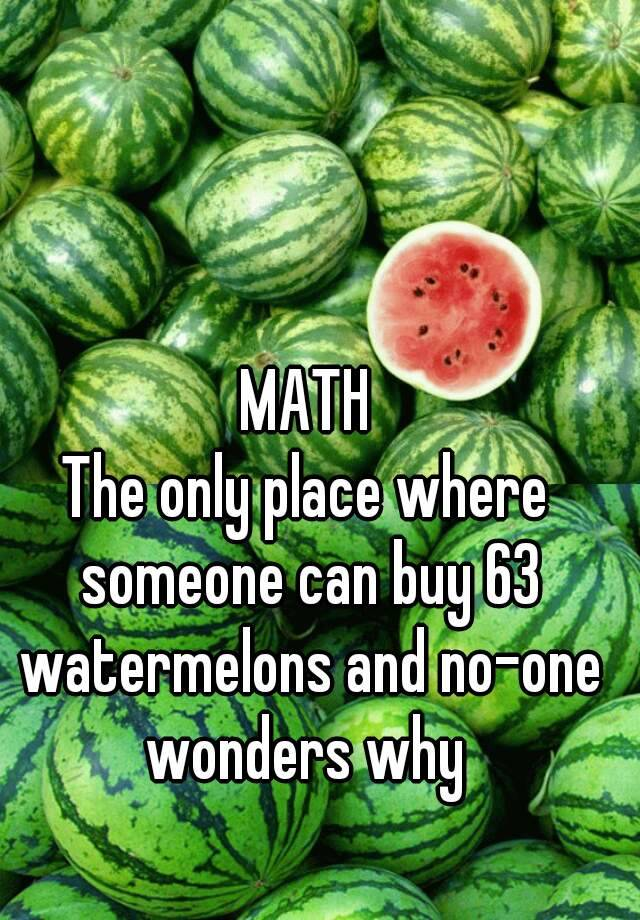 MATH
The only place where
someone can buy 63
watermelons and no-one
wonders why